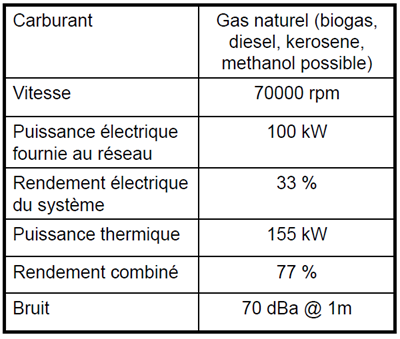 Carburant
Gas naturel (biogas,
diesel, kerosene,
methanol possible)
Vitesse
70000 rpm
Puissance électrique
fournie au réseau
100 kW
Rendement électrique
du système
33 %
Puissance thermique
155 kW
Rendement combiné
77 %
Bruit
70 dBa @ 1m